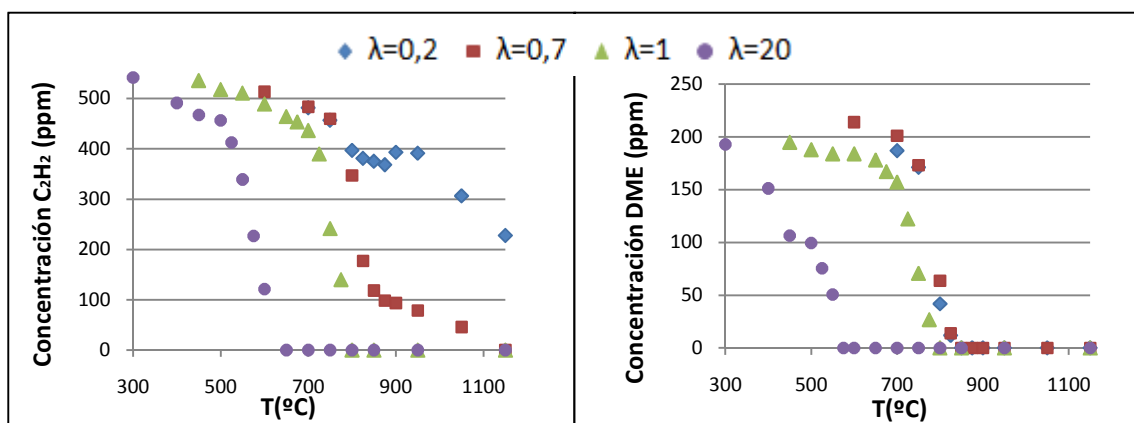 λ=0,2 λ=0,7 λ=1 λ=20
Concentración C₂H₂ (ppm)
500
400
300
200
100
0
300 500 700 900 1100
T(ºC)
Concentración DME (ppm)
250
200
150
100
50
0
300 500 700 900 1100
T(ºC)